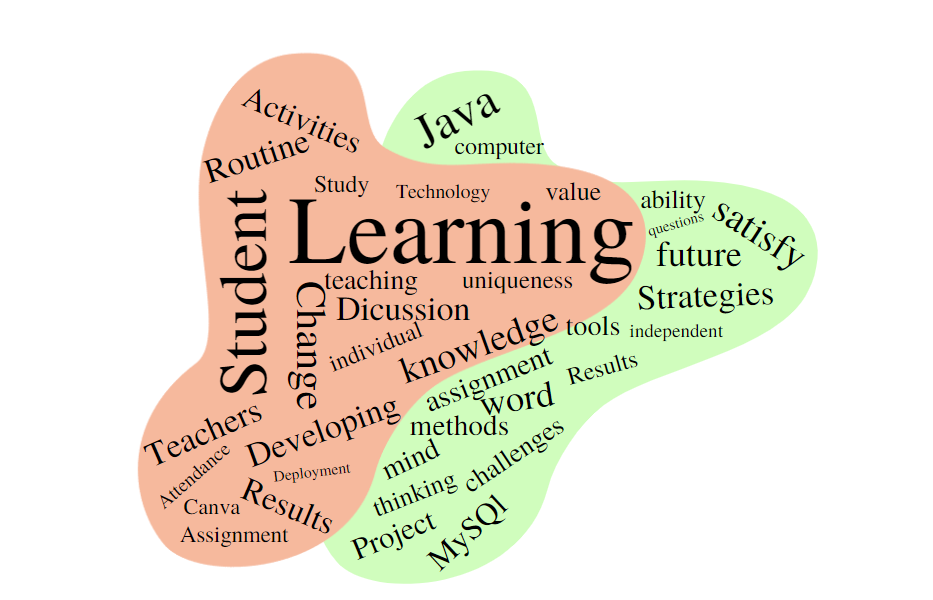 Activities
Java
Routine
computer
Study
Technology
value
ability
Student
Learning
questions
satisfy
future
teaching
uniqueness
Change
Dicussion
Strategies
individual
knowledge
tools
independent
assignment
Results
word
Teachers
Developing
methods
Attendance
Deployment
mind
challenges
Canva
Results
thinking
Assignment
Project
MySQl